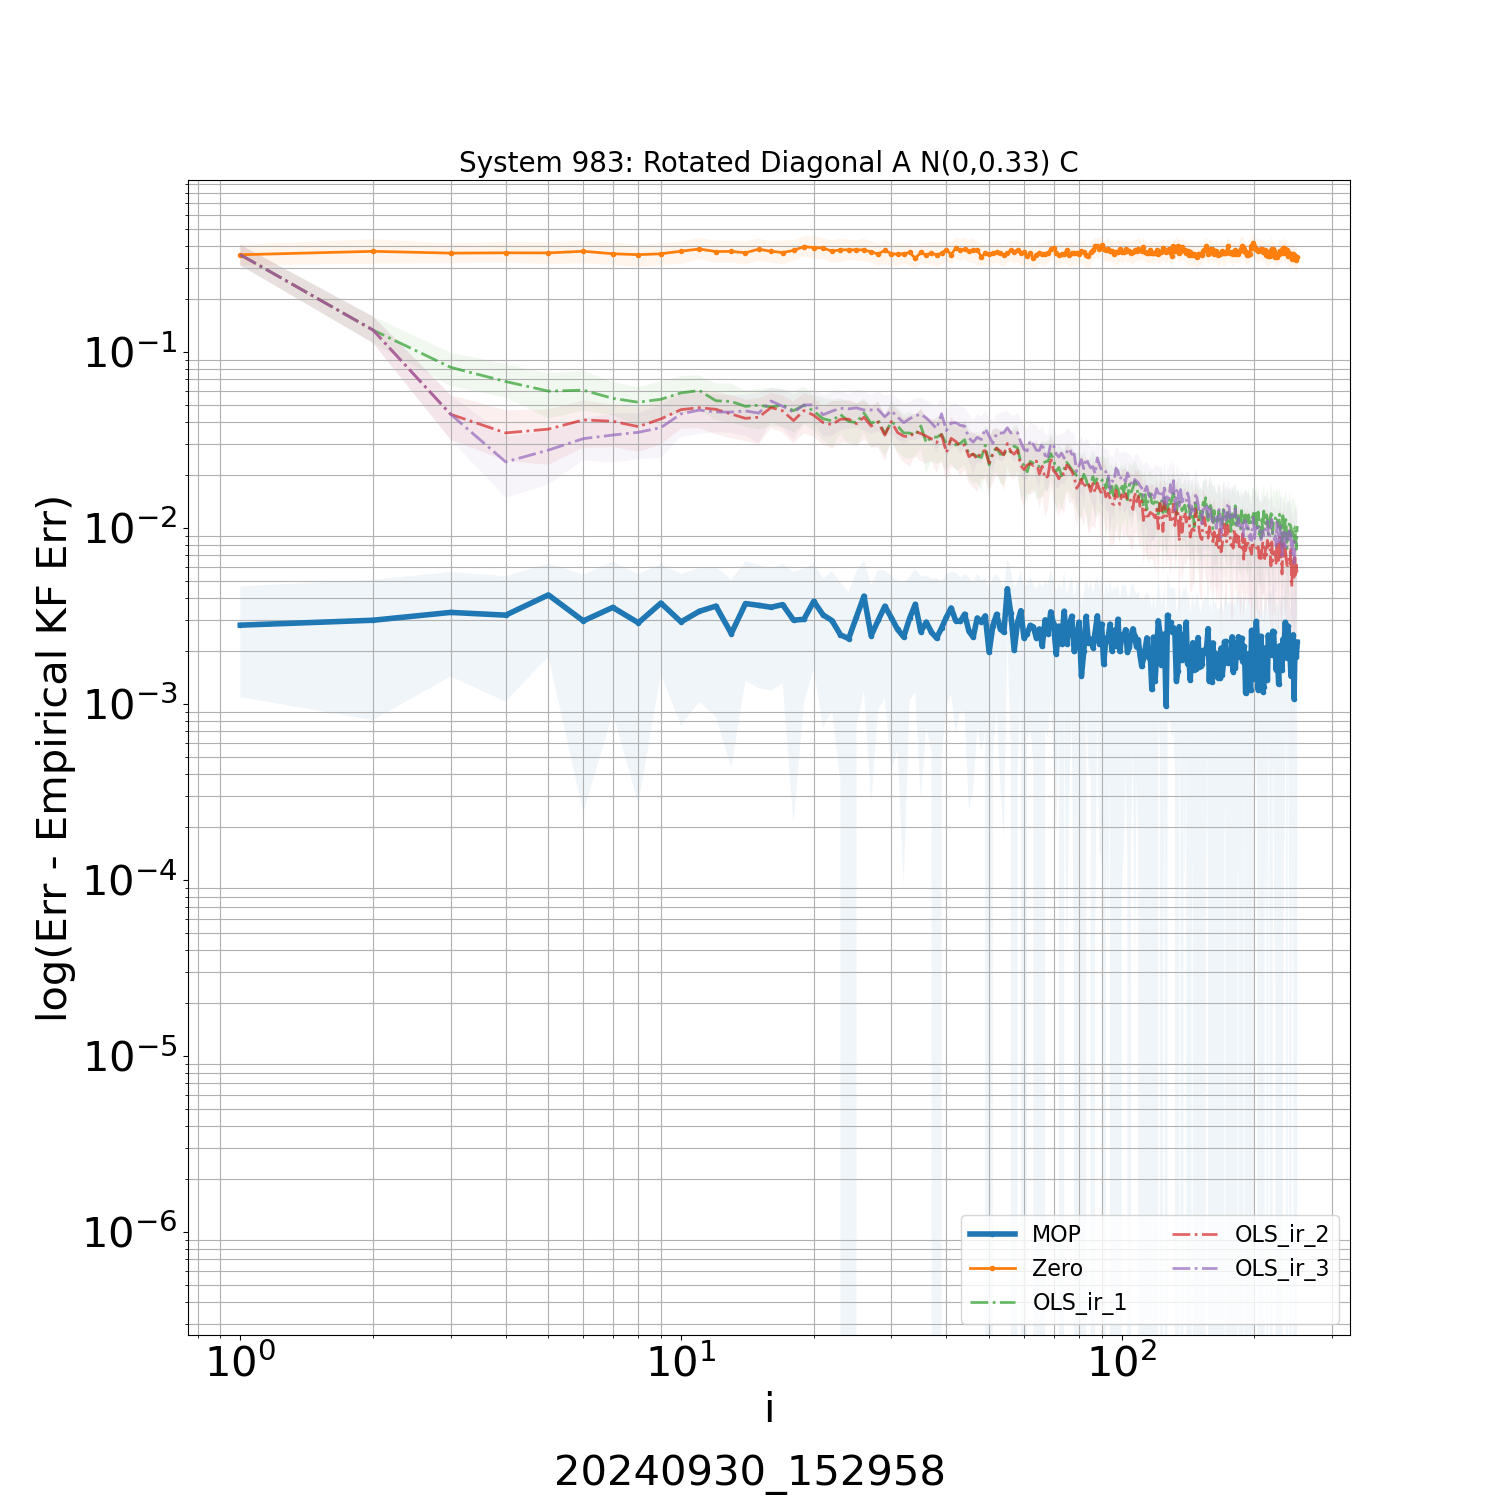 System 983: Rotated Diagonal A N(0,0.33) C
log(Err - Empirical KF Err)
10⁻¹
10⁻²
10⁻³
10⁻⁴
10⁻⁵
10⁻⁶
MOP
Zero
OLS_ir_1
OLS_ir_2
OLS_ir_3
10⁰ 10¹ 10²
i
20240930_152958